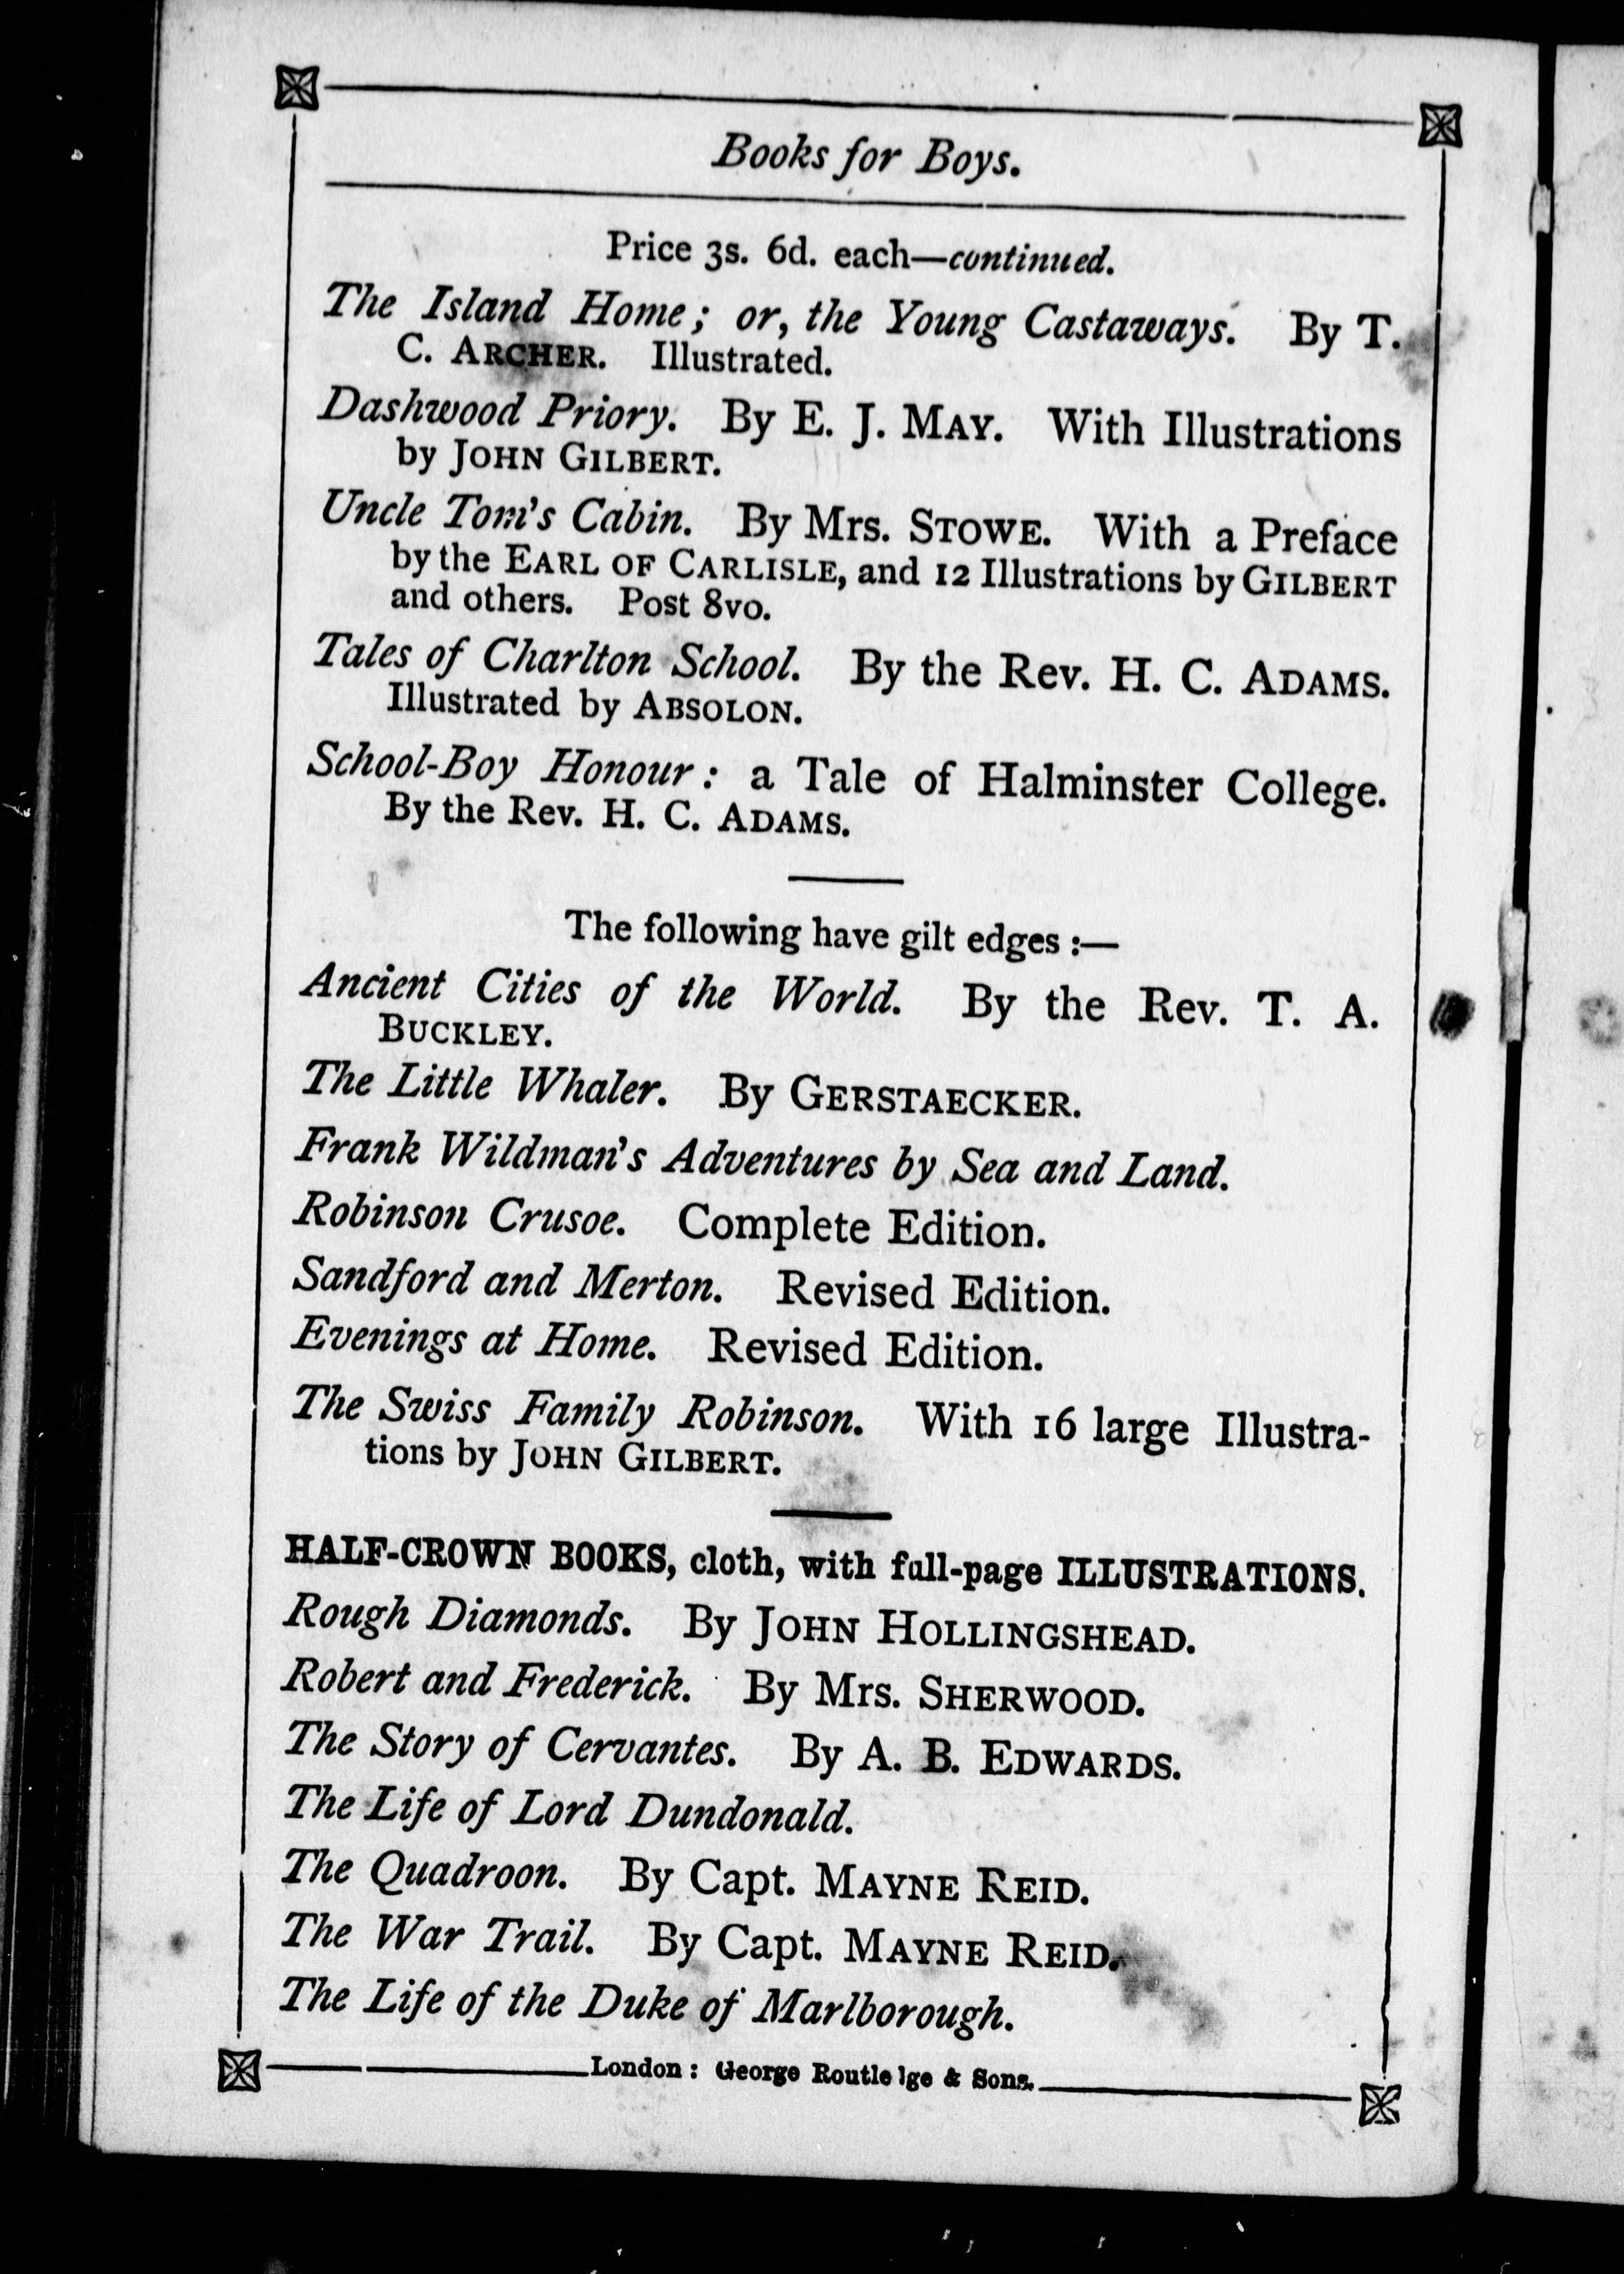 Books for Boys.
Price 3s. 6d. each—continued.
The Island Home; or, the Young Castaways. By T.
C. ARCHER. Illustrated.
Dashwood Priory. By E. J. MAY. With Illustrations
by JOHN GILBERT.
Uncle Tom's Cabin. By Mrs. STOWE. With a Preface
by the EARL OF CARLISLE, and 12 Illustrations by GILBERT
and others. Post 8vo.
Tales of Charlton School. By the Rev. H. C. ADAMS.
Illustrated by ABSOLON.
School-Boy Honour: a Tale of Halminster College.
By the Rev. H. C. ADAMS.
The following have gilt edges:—
Ancient Cities of the World. By the Rev. T. A.
BUCKLEY.
The Little Whaler. By GERSTAECKER.
Frank Wildman's Adventures by Sea and Land.
Robinson Crusoe. Complete Edition.
Sandford and Merton. Revised Edition.
Evenings at Home. Revised Edition.
The Swiss Family Robinson. With 16 large Illustra-
tions by JOHN GILBERT.
HALF-CROWN BOOKS, cloth, with full-page ILLUSTRATIONS.
Rough Diamonds. By JOHN HOLLINGSHEAD.
Robert and Frederick. By Mrs. SHERWOOD.
The Story of Cervantes. By A. B. EDWARDS.
The Life of Lord Dundonald.
The Quadroon. By Capt. MAYNE REID.
The War Trail. By Capt. MAYNE REID.
The Life of the Duke of Marlborough.
London: George Routledge & Sons.